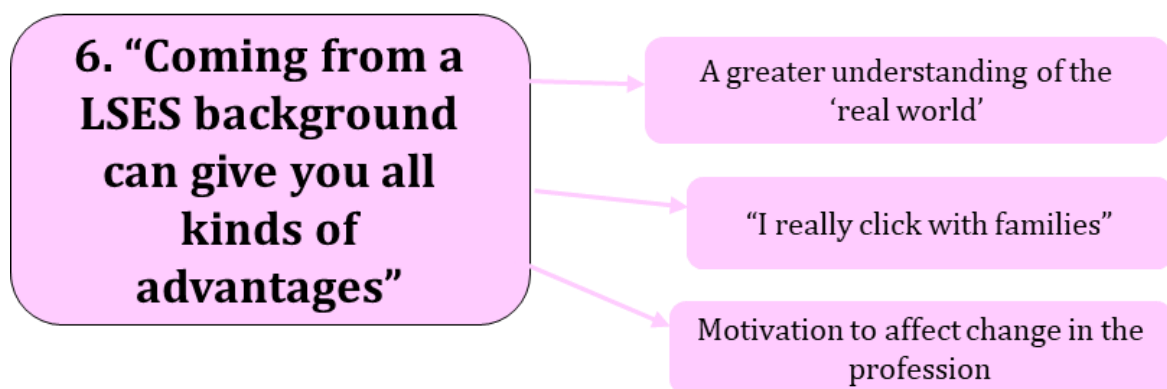 6. “Coming from a
LSES background
can give you all
kinds of
advantages”
A greater understanding of the
‘real world’
“I really click with families”
Motivation to affect change in the
profession